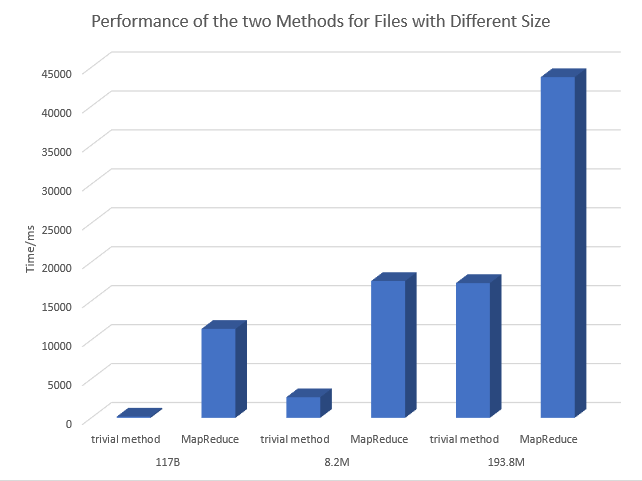 Performance of the two Methods for Files with Different Size
45000
40000
35000
30000
25000
20000
15000
10000
5000
0
Time/ms
trivial method MapReduce trivial method MapReduce trivial method MapReduce
117B 8.2M 193.8M